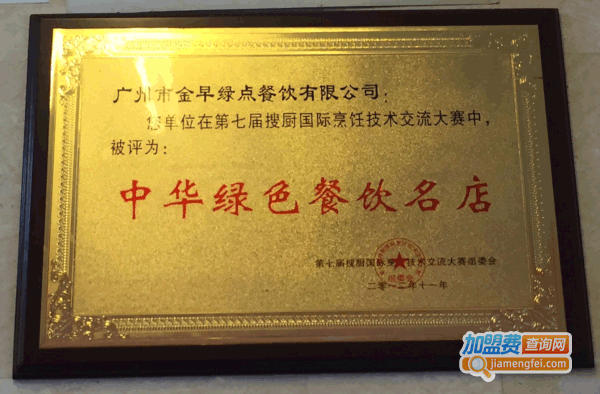 广州市金早绿点餐饮有限公司：
您单位在第七届搜厨国际烹饪技术交流大赛中，
被评为：
中华绿色餐饮名店
第七届搜厨国际烹饪技术交流大赛组委会
二零一二年十一年
组委会
加盟费查询网
jiamengfei.com